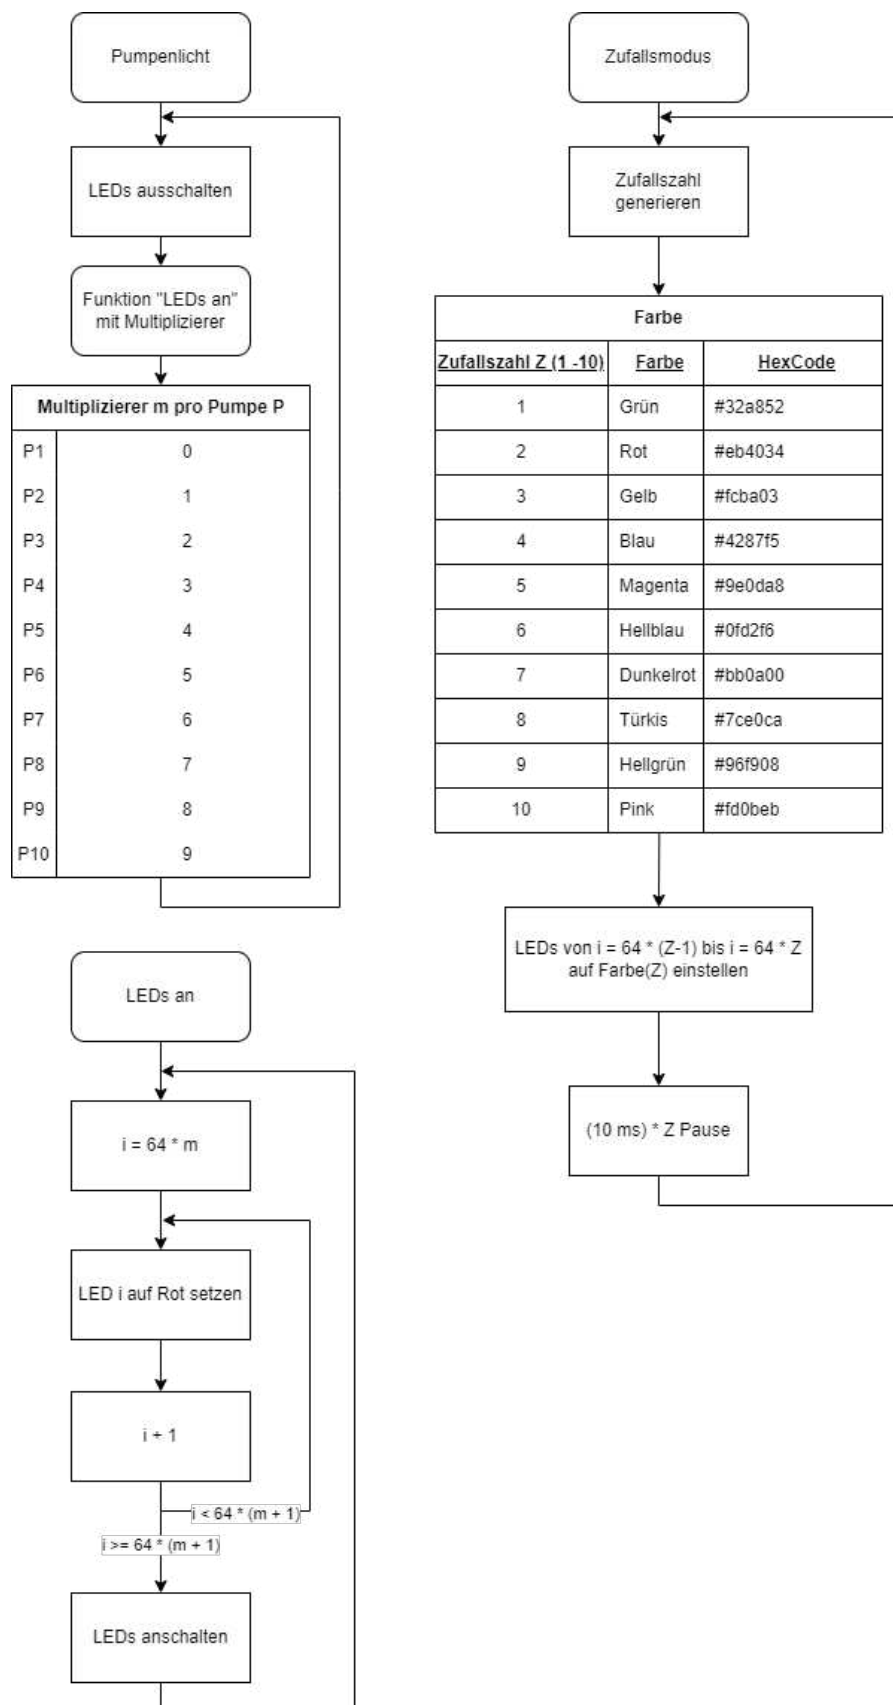 Pumpenlicht
LEDs ausschalten
Funktion "LEDs an"
mit Multiplizierer
Multiplizierer m pro Pumpe P
P1 0
P2 1
P3 2
P4 3
P5 4
P6 5
P7 6
P8 7
P9 8
P10 9
LEDs an
i = 64 * m
LED i auf Rot setzen
i + 1
i < 64 * (m + 1)
i >= 64 * (m + 1)
LEDs anschalten
Zufallsmodus
Zufallszahl
generieren
Farbe
Zufallszahl Z (1 -10) Farbe HexCode
1 Grün #32a852
2 Rot #eb4034
3 Gelb #fcba03
4 Blau #4287f5
5 Magenta #9e0da8
6 Hellblau #0fd2f6
7 Dunkelrot #bb0a00
8 Türkis #7ce0ca
9 Hellgrün #96f908
10 Pink #fd0beb
LEDs von i = 64 * (Z-1) bis i = 64 * Z
auf Farbe(Z) einstellen
(10 ms) * Z Pause